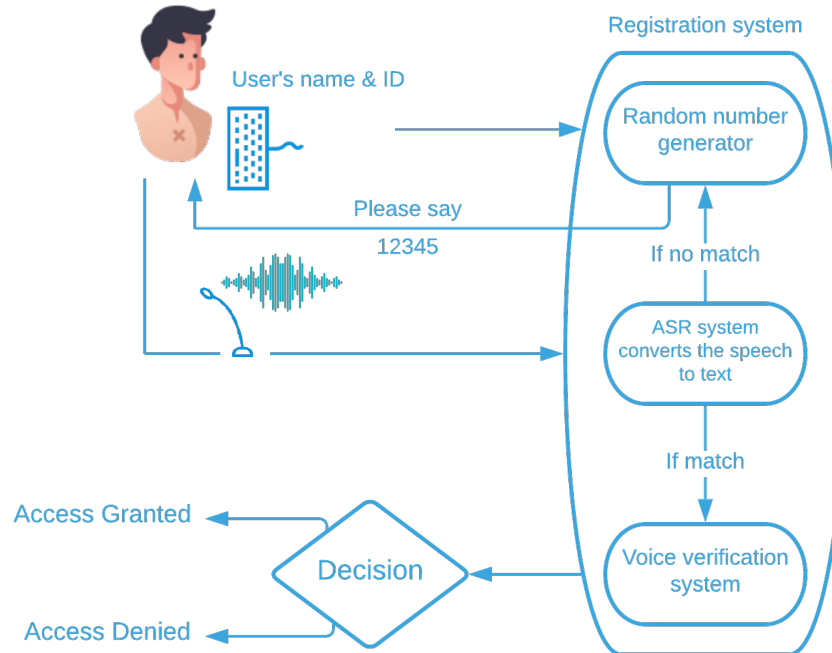 Registration system
User's name & ID
Random number
generator
Please say
12345
If no match
ASR system
converts the speech
to text
If match
Voice verification
system
Decision
Access Granted
Access Denied